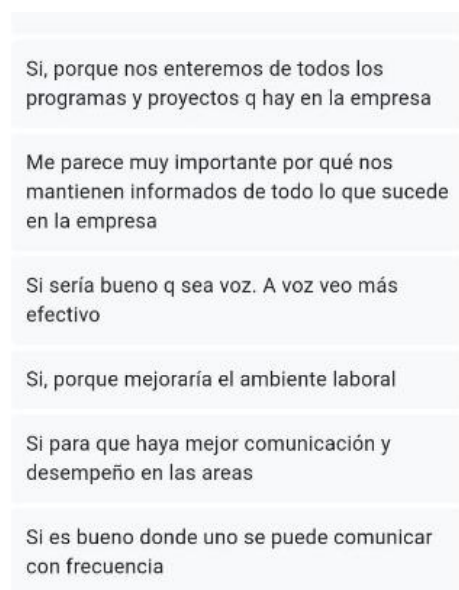 Si, porque nos enteremos de todos los
programas y proyectos q hay en la empresa
Me parece muy importante por qué nos
mantienen informados de todo lo que sucede
en la empresa
Si sería bueno q sea voz. A voz veo más
efectivo
Si, porque mejoraría el ambiente laboral
Si para que haya mejor comunicación y
desempeño en las areas
Si es bueno donde uno se puede comunicar
con frecuencia